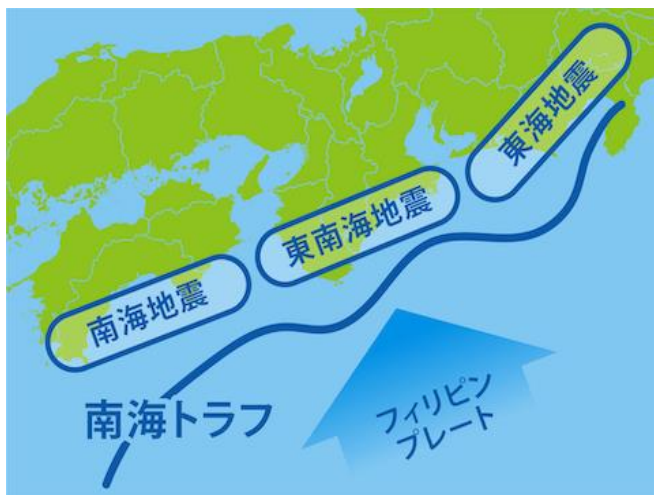 東海地震
東南海地震
南海地震
南海トラフ
フィリピン
プレート